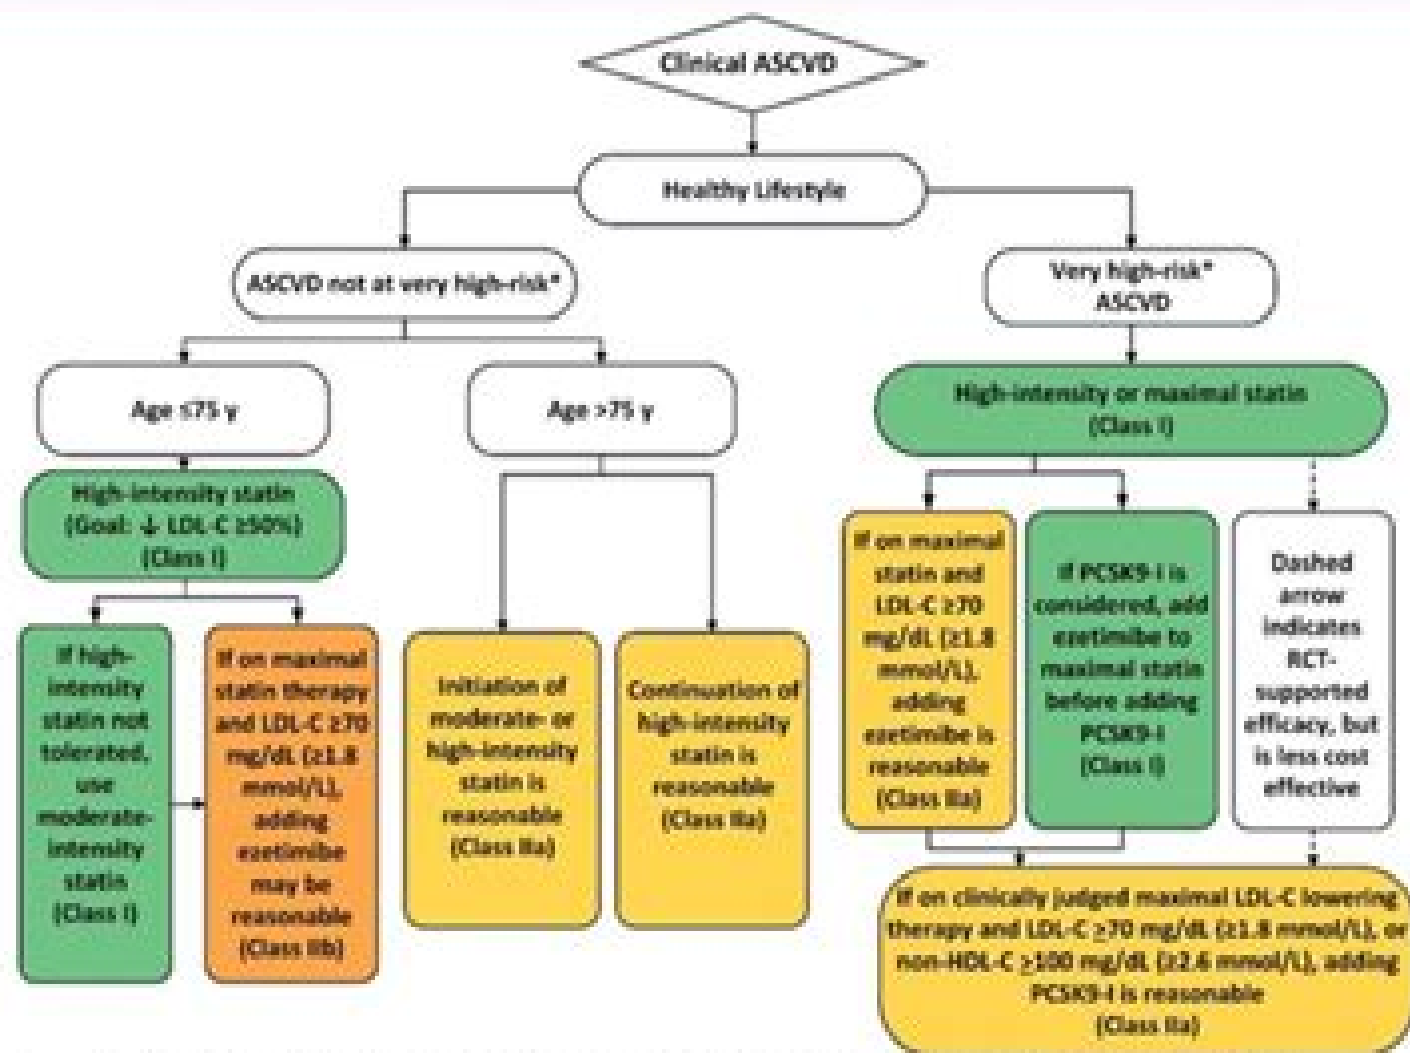 Clinical ASCVD
Healthy Lifestyle
ASCVD not at very high-risk*
Very high-risk*
ASCVD
Age ≤75 y
Age >75 y
High-intensity or maximal statin
(Class I)
High-intensity statin
(Goal: ↓ LDL-C ≥50%)
(Class I)
If high-
intensity
statin not
tolerated,
use
moderate-
intensity
statin
(Class I)
If on maximal
statin therapy
and LDL-C ≥70
mg/dL (≥1.8
mmol/L),
adding
ezetimibe
may be
reasonable
(Class IIb)
Initiation of
moderate- or
high-intensity
statin is
reasonable
(Class IIa)
Continuation of
high-intensity
statin is
reasonable
(Class IIa)
If on maximal
statin and
LDL-C ≥70
mg/dL (≥1.8
mmol/L),
adding
ezetimibe is
reasonable
(Class IIa)
If PCSK9-I is
considered, add
ezetimibe to
maximal statin
before adding
PCSK9-I
(Class I)
Dashed
arrow
indicates
RCT-
supported
efficacy, but
is less cost
effective
If on clinically judged maximal LDL-C lowering
therapy and LDL-C ≥70 mg/dL (≥1.8 mmol/L), or
non-HDL-C ≥100 mg/dL (≥2.6 mmol/L), adding
PCSK9-I is reasonable
(Class IIa)